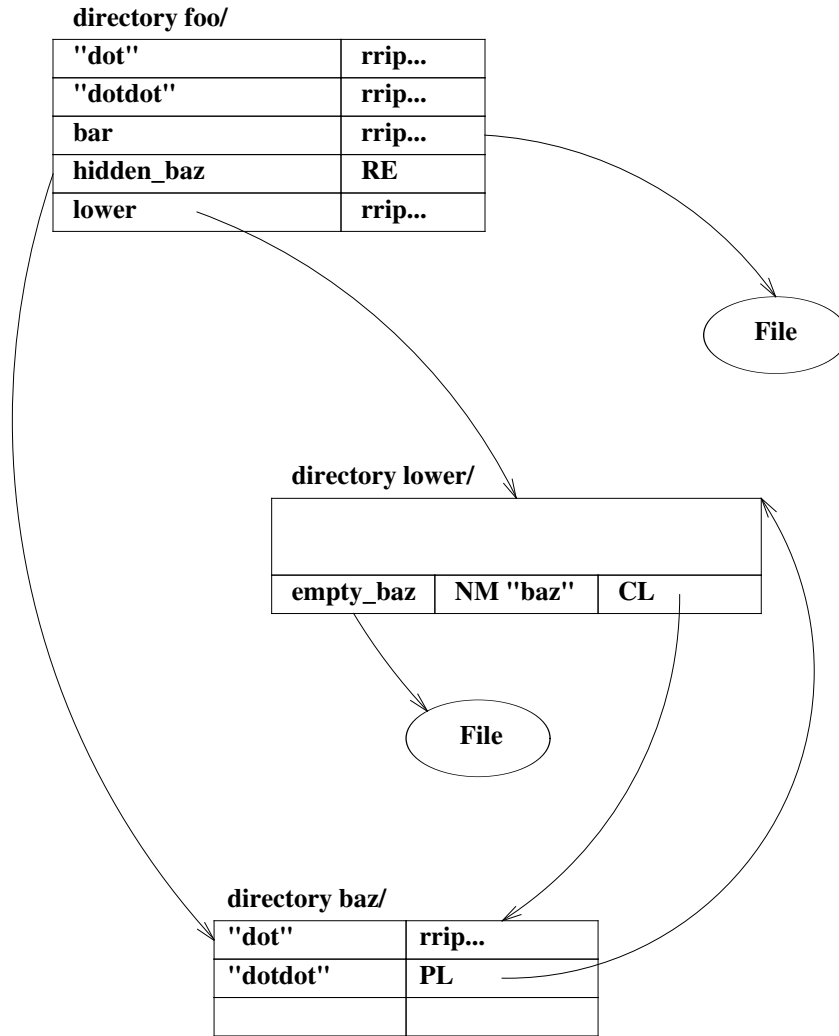 directory foo/
"dot" rrip...
"dotdot" rrip...
bar rrip...
hidden_baz RE
lower rrip...
File
directory lower/
empty_baz NM "baz" CL
File
directory baz/
"dot" rrip...
"dotdot" PL